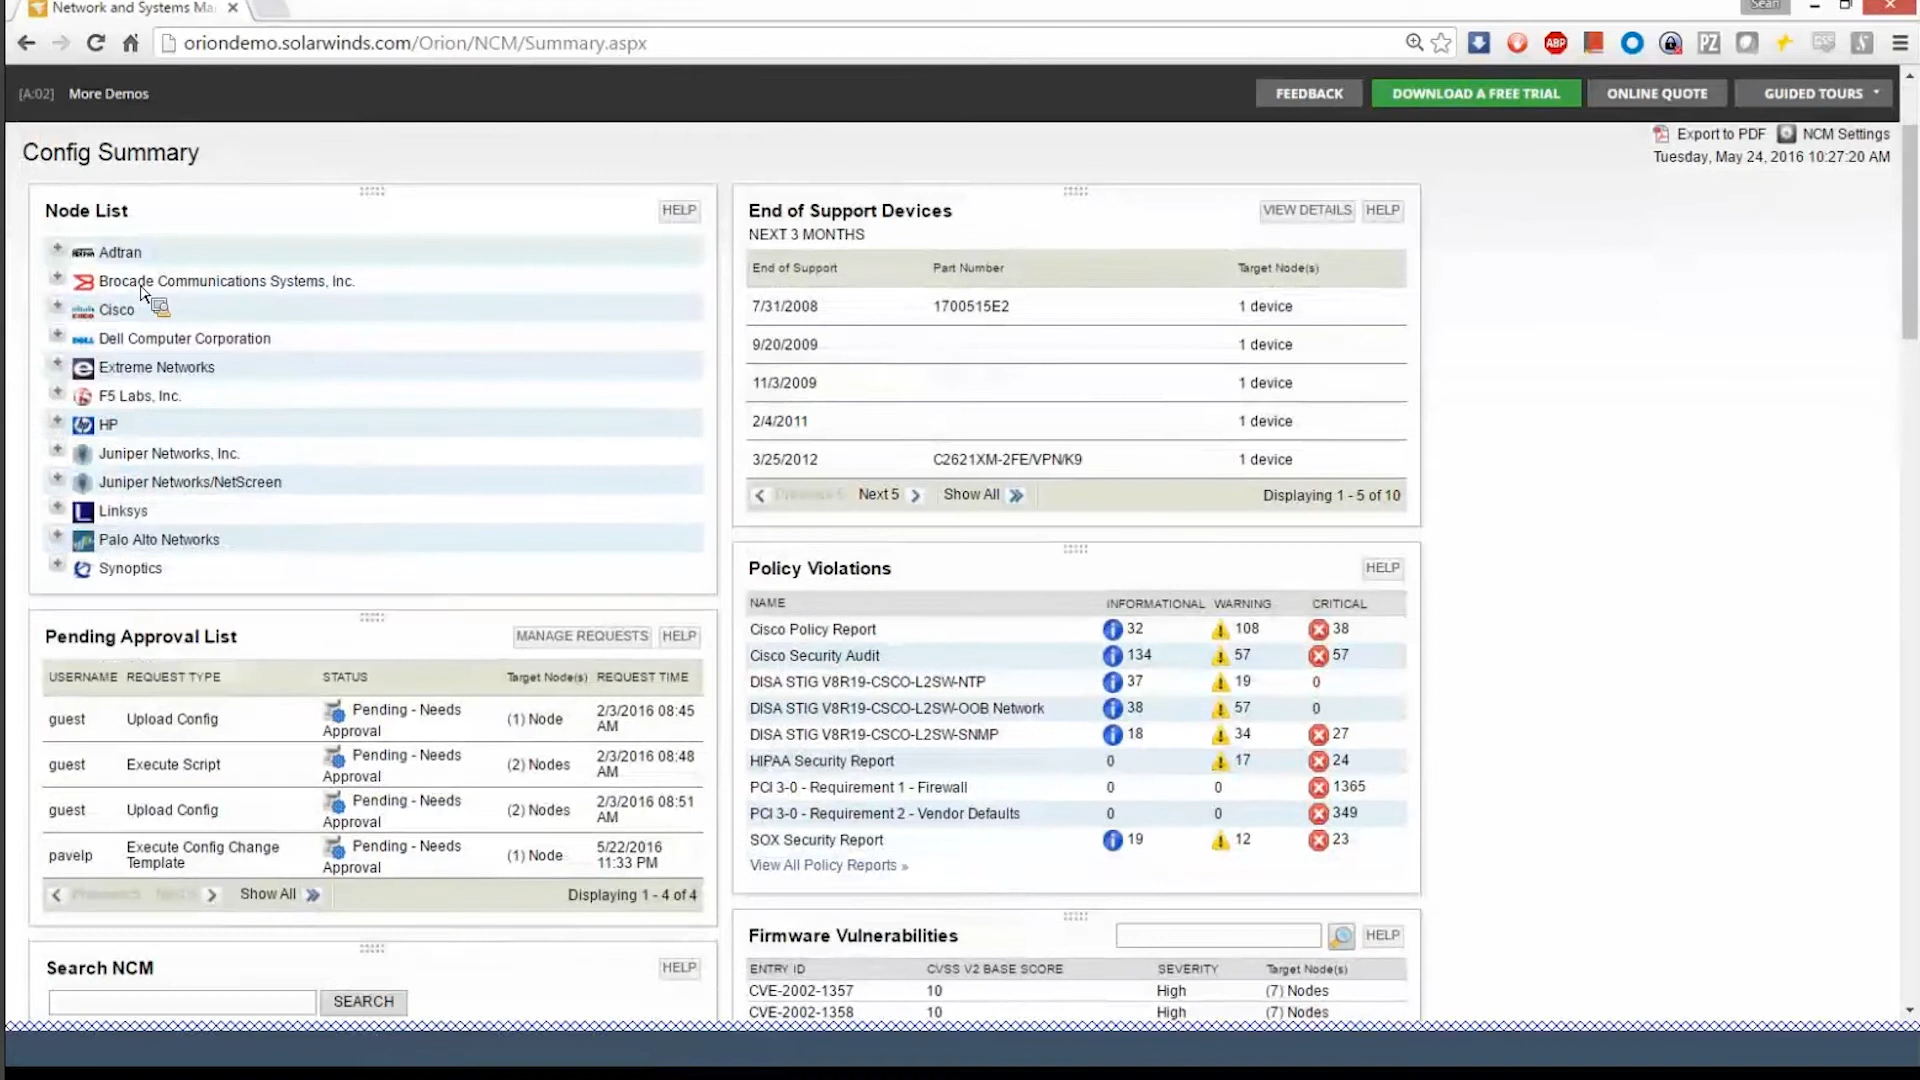 Network and Systems Ma
Sean
oriondemo.solarwinds.com/Orion/NCM/Summary.aspx
ABP
PZ
CSS
[A:02] More Demos
FEEDBACK
DOWNLOAD A FREE TRIAL
ONLINE QUOTE
GUIDED TOURS
Config Summary
Export to PDF
NCM Settings
Tuesday, May 24, 2016 10:27:20 AM
Node List
HELP
Adtran
Brocade Communications Systems, Inc.
Cisco
Dell Computer Corporation
Extreme Networks
F5 Labs, Inc.
HP
Juniper Networks, Inc.
Juniper Networks/NetScreen
Linksys
Palo Alto Networks
Synoptics
Pending Approval List
MANAGE REQUESTS
HELP
USERNAME REQUEST TYPE STATUS Target Node(s) REQUEST TIME
guest Upload Config Pending - Needs Approval (1) Node 2/3/2016 08:45 AM
guest Execute Script Pending - Needs Approval (2) Nodes 2/3/2016 08:48 AM
guest Upload Config Pending - Needs Approval (2) Nodes 2/3/2016 08:51 AM
pavelp Execute Config Change Template Pending - Needs Approval (1) Node 5/22/2016 11:33 PM
Show All
Displaying 1 - 4 of 4
Search NCM
HELP
SEARCH
End of Support Devices
VIEW DETAILS
HELP
NEXT 3 MONTHS
End of Support Part Number Target Node(s)
7/31/2008 1700515E2 1 device
9/20/2009 1 device
11/3/2009 1 device
2/4/2011 1 device
3/25/2012 C2621XM-2FE/VPN/K9 1 device
Previous 5 Next 5 Show All Displaying 1 - 5 of 10
Policy Violations
HELP
NAME INFORMATIONAL WARNING CRITICAL
Cisco Policy Report 32 108 38
Cisco Security Audit 134 57 57
DISA STIG V8R19-CSCO-L2SW-NTP 37 19 0
DISA STIG V8R19-CSCO-L2SW-OOB Network 38 57 0
DISA STIG V8R19-CSCO-L2SW-SNMP 18 34 27
HIPAA Security Report 0 17 24
PCI 3-0 - Requirement 1 - Firewall 0 0 1365
PCI 3-0 - Requirement 2 - Vendor Defaults 0 0 349
SOX Security Report 19 12 23
View All Policy Reports »
Firmware Vulnerabilities
HELP
ENTRY ID CVSS V2 BASE SCORE SEVERITY Target Node(s)
CVE-2002-1357 10 High (7) Nodes
CVE-2002-1358 10 High (7) Nodes